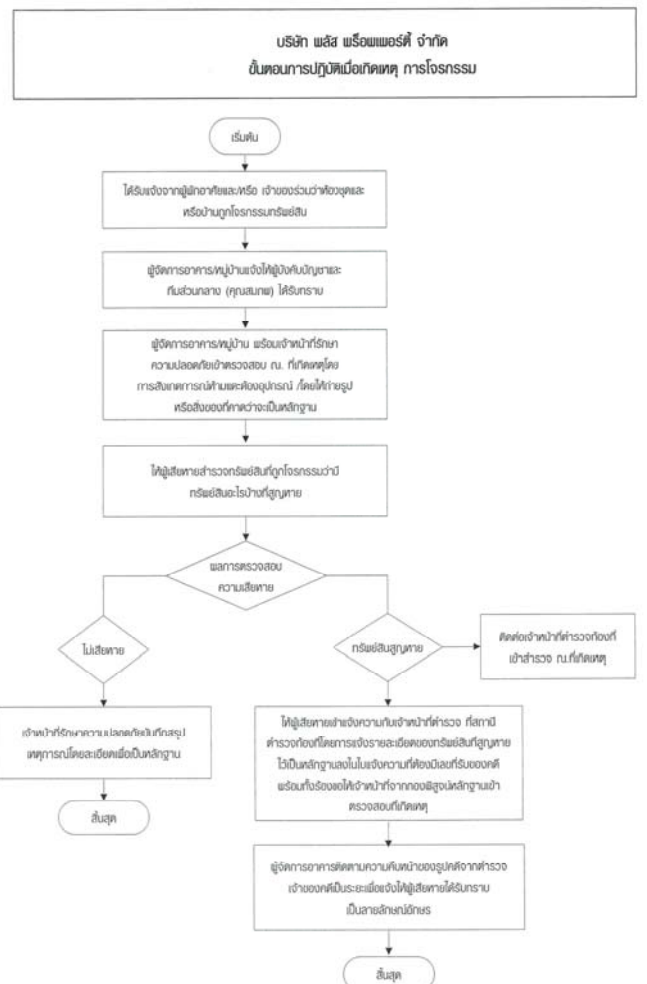 บริษัท พลัส พร็อพเพอร์ตี้ จำกัด
ขั้นตอนการปฏิบัติเมื่อเกิดเหตุ การโจรกรรม
เริ่มต้น
ได้รับแจ้งจากผู้พักอาศัยและ/หรือ เจ้าของร่วมว่าห้องชุดและ
หรือบ้านถูกโจรกรรมทรัพย์สิน
ผู้จัดการอาคาร/หมู่บ้านแจ้งให้ผู้บังคับบัญชาและ
ทีมส่วนกลาง (คุณสมภพ) ได้รับทราบ
ผู้จัดการอาคาร/หมู่บ้าน พร้อมเจ้าหน้าที่รักษา
ความปลอดภัยเข้าตรวจสอบ ณ. ที่เกิดเหตุโดย
การสังเกตการณ์ห้ามแตะต้องอุปกรณ์ /โดยให้ถ่ายรูป
หรือสิ่งของที่คาดว่าจะเป็นหลักฐาน
ให้ผู้เสียหายสำรวจทรัพย์สินที่ถูกโจรกรรมว่ามี
ทรัพย์สินอะไรบ้างที่สูญหาย
ผลการตรวจสอบ
ความเสียหาย
ไม่เสียหาย
ทรัพย์สินสูญหาย
ติดต่อเจ้าหน้าที่ตำรวจท้องที่
เข้าสำรวจ ณ.ที่เกิดเหตุ
เจ้าหน้าที่รักษาความปลอดภัยบันทึกสรุป
เหตุการณ์โดยละเอียดเพื่อเป็นหลักฐาน
สิ้นสุด
ให้ผู้เสียหายเข้าแจ้งความกับเจ้าหน้าที่ตำรวจ ที่สถานี
ตำรวจท้องที่โดยการแจ้งรายละเอียดของทรัพย์สินที่สูญหาย
ไว้เป็นหลักฐานลงในใบแจ้งความที่ต้องมีเลขที่รับของคดี
พร้อมทั้งร้องขอให้เจ้าหน้าที่จากกองพิสูจน์หลักฐานเข้า
ตรวจสอบที่เกิดเหตุ
ผู้จัดการอาคารติดตามความคืบหน้าของรูปคดีจากตำรวจ
เจ้าของคดีเป็นระยะเพื่อแจ้งให้ผู้เสียหายได้รับทราบ
เป็นลายลักษณ์อักษร
สิ้นสุด